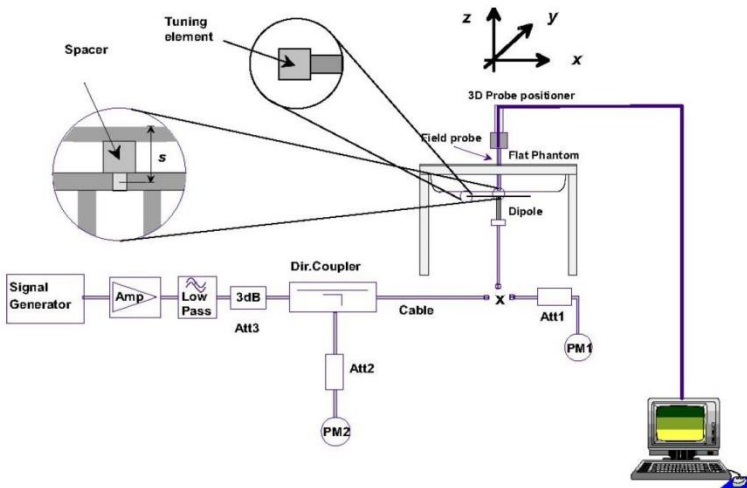 Tuning
element
Spacer
s
z
y
x
3D Probe positioner
Field probe
Flat Phantom
Dipole
Signal
Generator
Amp
Low
Pass
3dB
Att3
Dir.Coupler
Cable
x
Att1
PM1
Att2
PM2